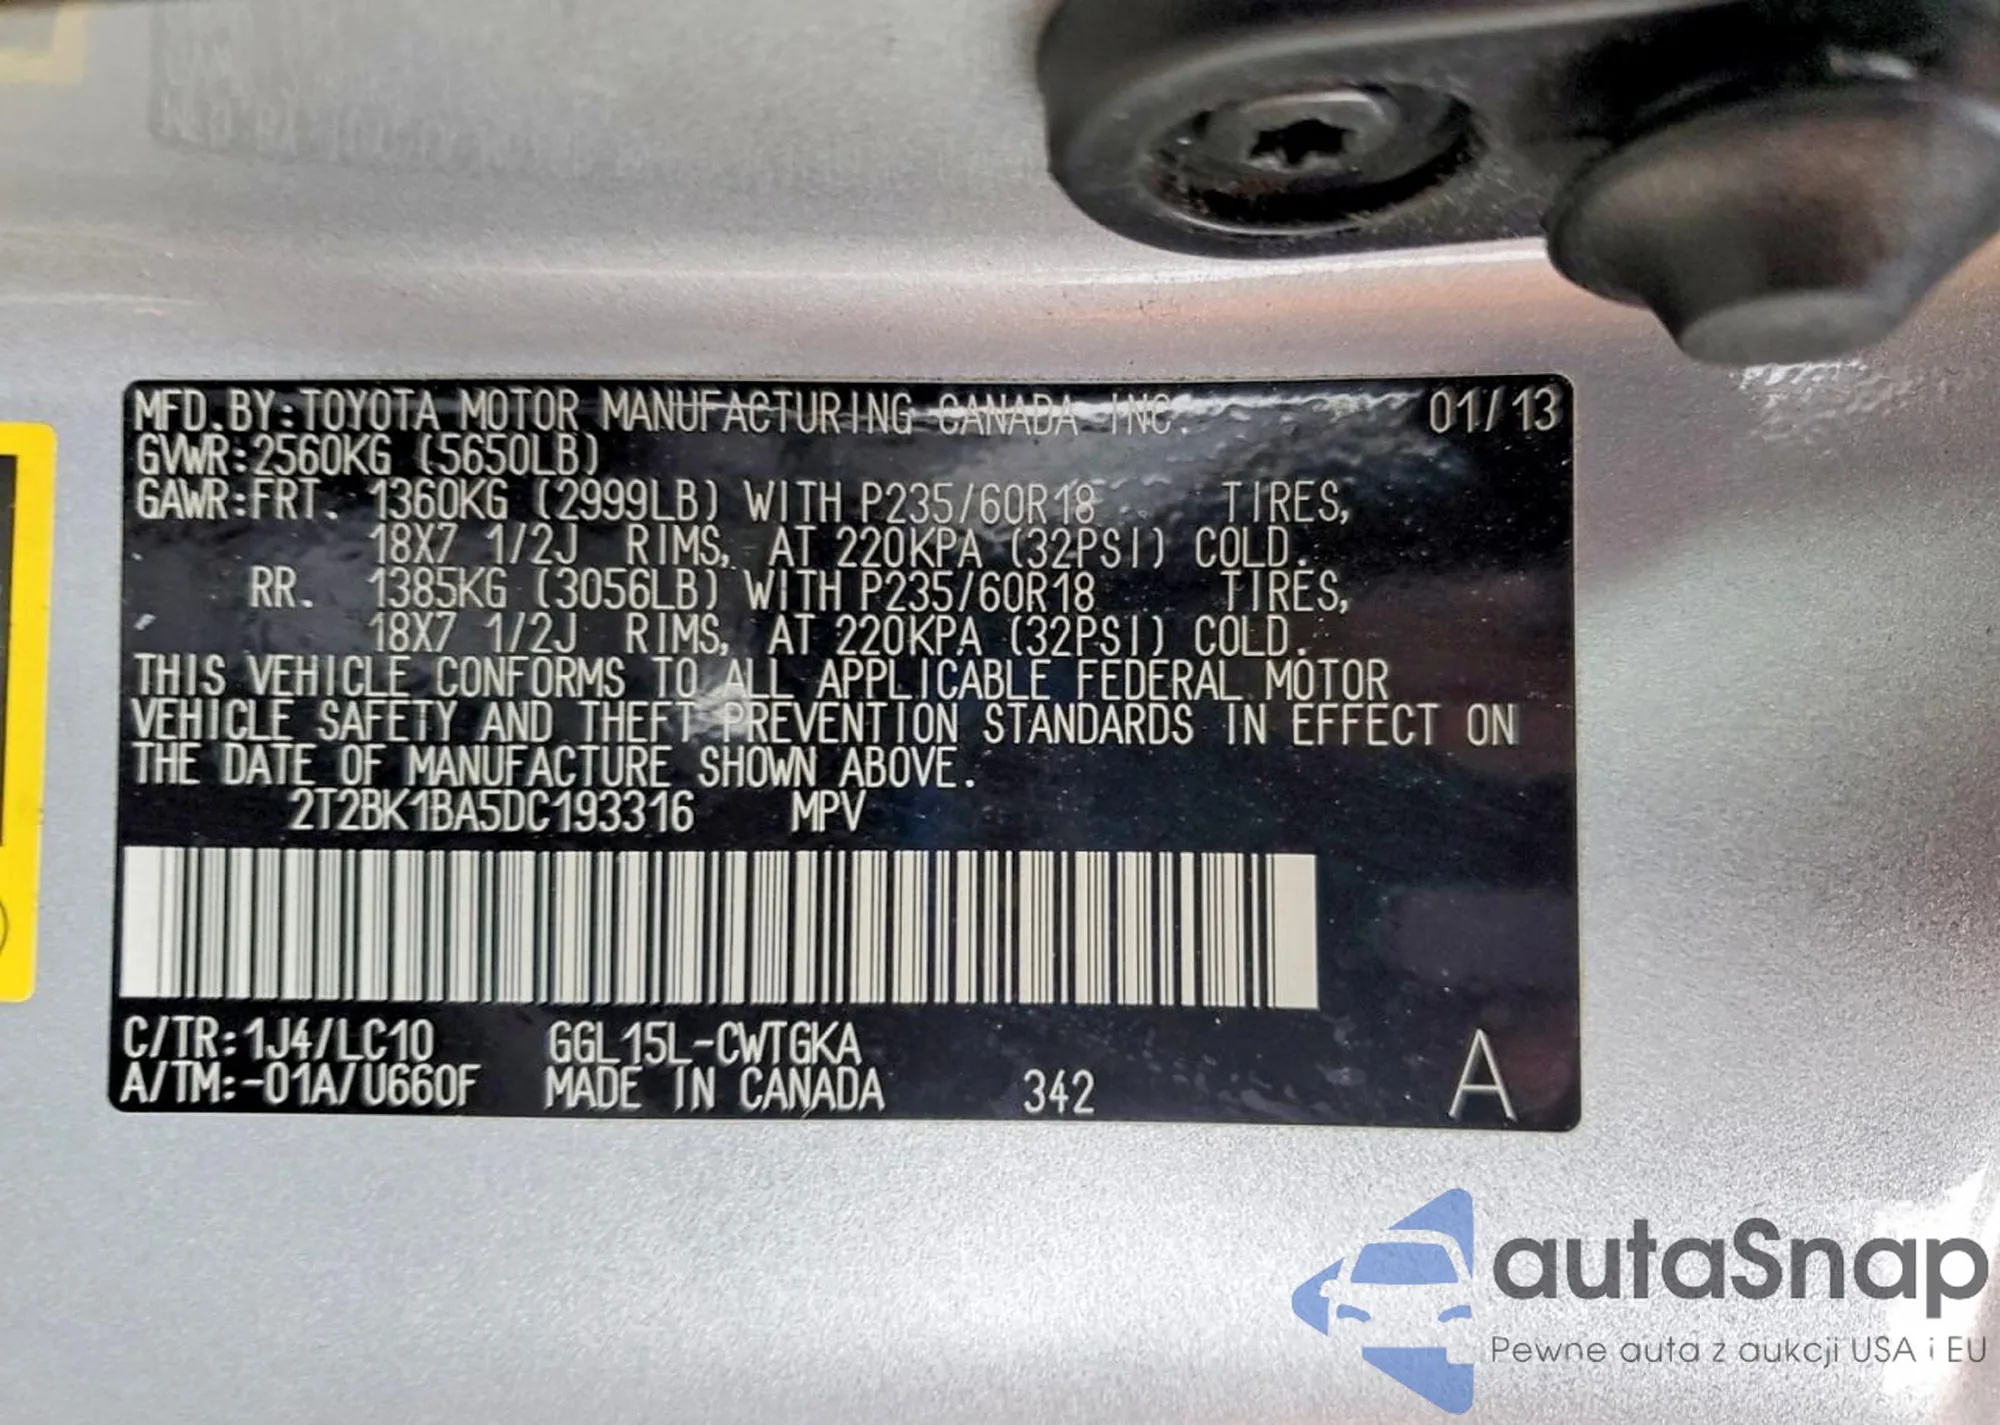 MFD.BY:TOYOTA MOTOR MANUFACTURING CANADA INC. 01/13
GVWR:2560KG (5650LB)
GAWR:FRT. 1360KG (2999LB) WITH P235/60R18 TIRES,
18X7 1/2J RIMS, AT 220KPA (32PSI) COLD.
RR. 1385KG (3056LB) WITH P235/60R18 TIRES,
18X7 1/2J RIMS, AT 220KPA (32PSI) COLD.
THIS VEHICLE CONFORMS TO ALL APPLICABLE FEDERAL MOTOR
VEHICLE SAFETY AND THEFT PREVENTION STANDARDS IN EFFECT ON
THE DATE OF MANUFACTURE SHOWN ABOVE.
2T2BK1BA5DC193316 MPV
C/TR:1J4/LC10 GGL15L-CWTGKA
A/TM:-01A/U660F MADE IN CANADA 342 A
autaSnap
Pewne auta z aukcji USA i EU